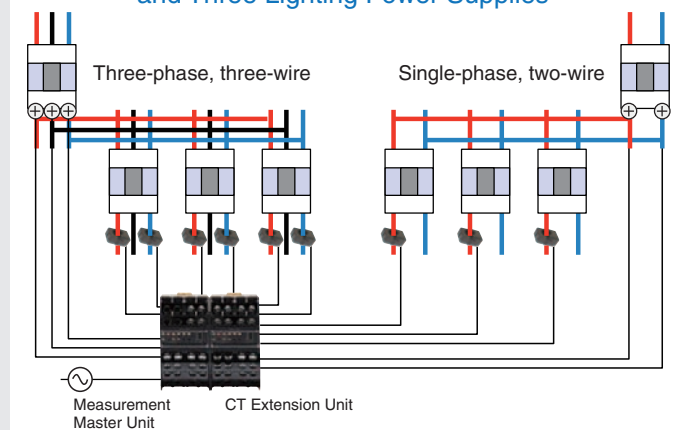 and Three Lighting Power Supplies
Three-phase, three-wire
Single-phase, two-wire
Measurement
Master Unit
CT Extension Unit